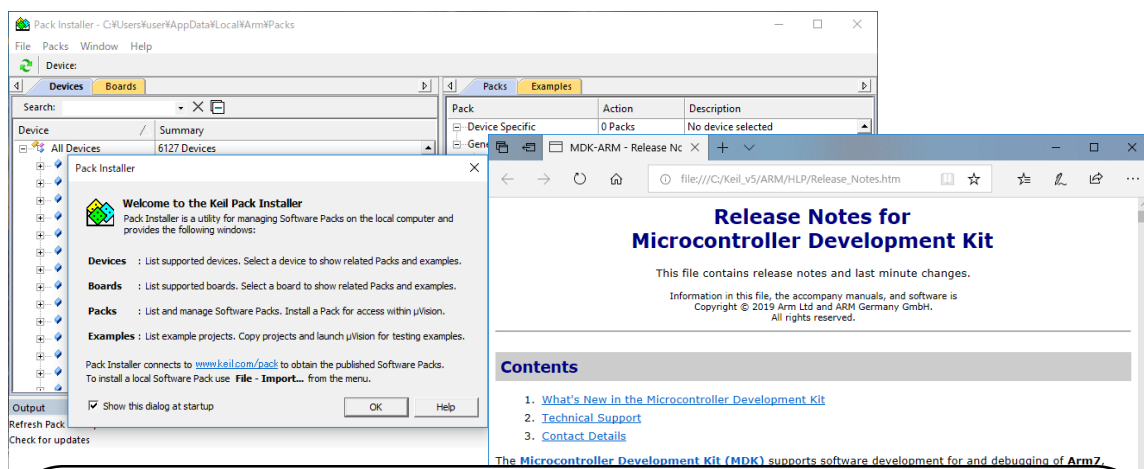 Pack Installer - C:¥Users¥user¥AppData¥Local¥Arm¥Packs
File Packs Window Help
Device:
Devices Boards
Search:
Device / Summary
All Devices 6127 Devices
Packs Examples
Pack Action Description
Device Specific 0 Packs No device selected
Pack Installer
Welcome to the Keil Pack Installer
Pack Installer is a utility for managing Software Packs on the local computer and
provides the following windows:
Devices : List supported devices. Select a device to show related Packs and examples.
Boards : List supported boards. Select a board to show related Packs and examples.
Packs : List and manage Software Packs. Install a Pack for access within µVision.
Examples : List example projects. Copy projects and launch µVision for testing examples.
Pack Installer connects to www.keil.com/pack to obtain the published Software Packs.
To install a local Software Pack use File - Import... from the menu.
Show this dialog at startup
OK Help
Output
Refresh Pack
Check for updates
MDK-ARM - Release Nc
file:///C:/Keil_v5/ARM/HLP/Release_Notes.htm
Release Notes for
Microcontroller Development Kit
This file contains release notes and last minute changes.
Information in this file, the accompany manuals, and software is
Copyright © 2019 Arm Ltd and ARM Germany GmbH.
All rights reserved.
Contents
1. What's New in the Microcontroller Development Kit
2. Technical Support
3. Contact Details
The Microcontroller Development Kit (MDK) supports software development for and debugging of Arm7,